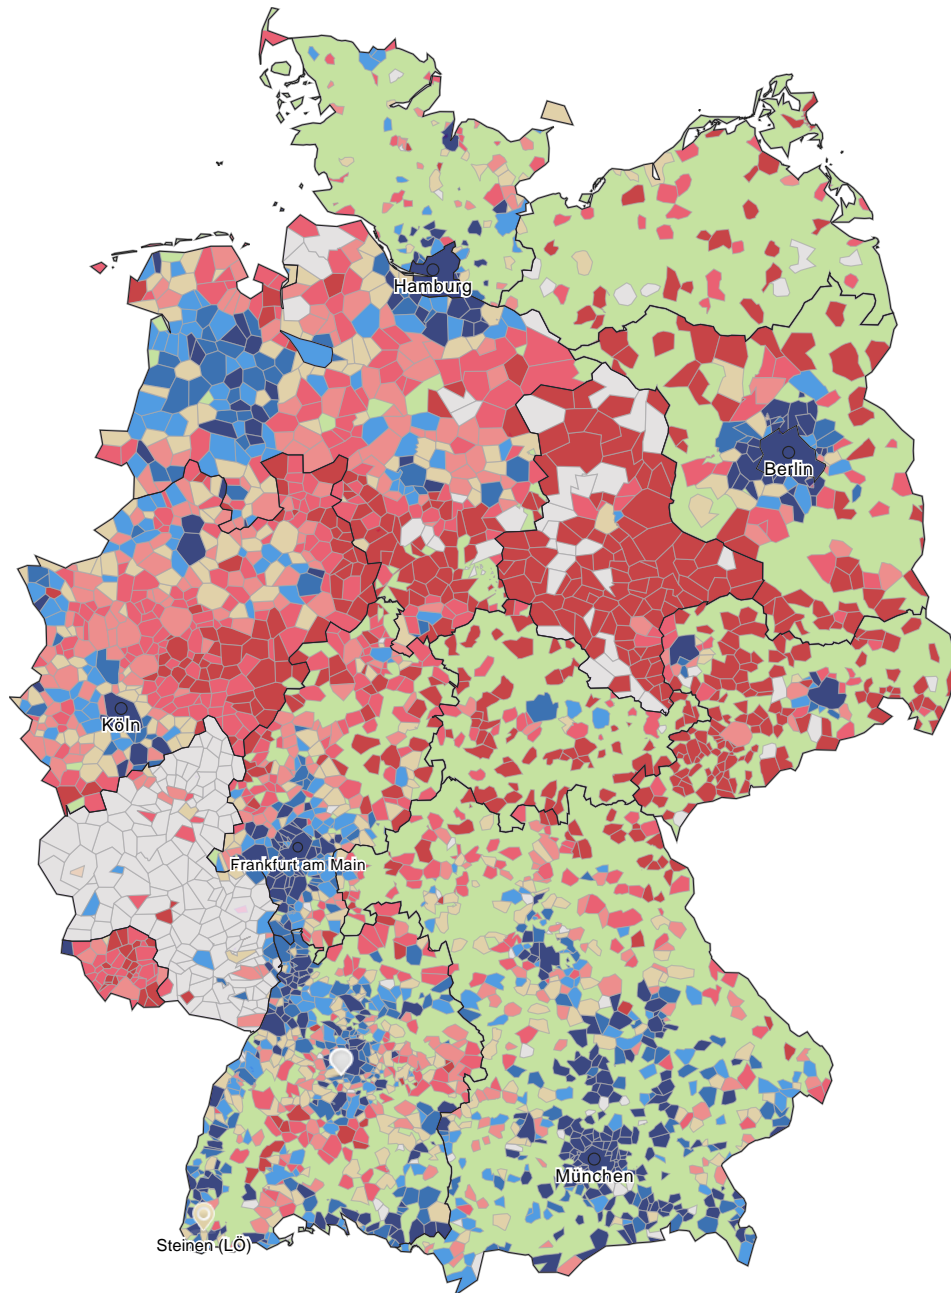 Hamburg
Berlin
Köln
Frankfurt am Main
München
Steinen (LÖ)